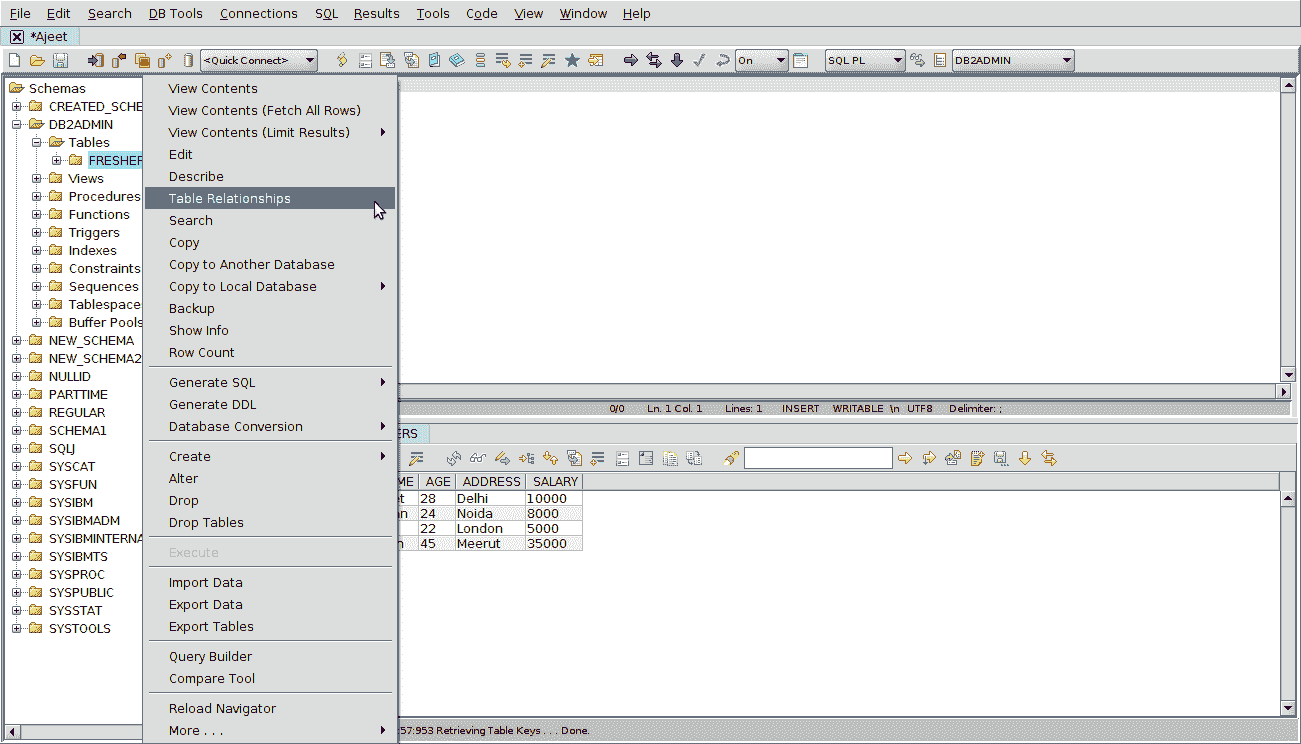 File Edit Search DB Tools Connections SQL Results Tools Code View Window Help
*Ajeet
<Quick Connect> On SQL PL DB2ADMIN
Schemas
CREATED_SCHE
DB2ADMIN
Tables
FRESHER
Views
Procedures
Functions
Triggers
Indexes
Constraints
Sequences
Tablespace
Buffer Pools
NEW_SCHEMA
NEW_SCHEMA2
NULLID
PARTTIME
REGULAR
SCHEMA1
SQLJ
SYSCAT
SYSFUN
SYSIBM
SYSIBMADM
SYSIBMINTERNA
SYSIBMTS
SYSPROC
SYSPUBLIC
SYSSTAT
SYSTOOLS
View Contents
View Contents (Fetch All Rows)
View Contents (Limit Results)
Edit
Describe
Table Relationships
Search
Copy
Copy to Another Database
Copy to Local Database
Backup
Show Info
Row Count
Generate SQL
Generate DDL
Database Conversion
Create
Alter
Drop
Drop Tables
Execute
Import Data
Export Data
Export Tables
Query Builder
Compare Tool
Reload Navigator
More . . .
0/0 Ln. 1 Col. 1 Lines: 1 INSERT WRITABLE \n UTF8 Delimiter: ;
ERS
ME AGE ADDRESS SALARY
et 28 Delhi 10000
an 24 Noida 8000
22 London 5000
n 45 Meerut 35000
57:953 Retrieving Table Keys . . . Done.